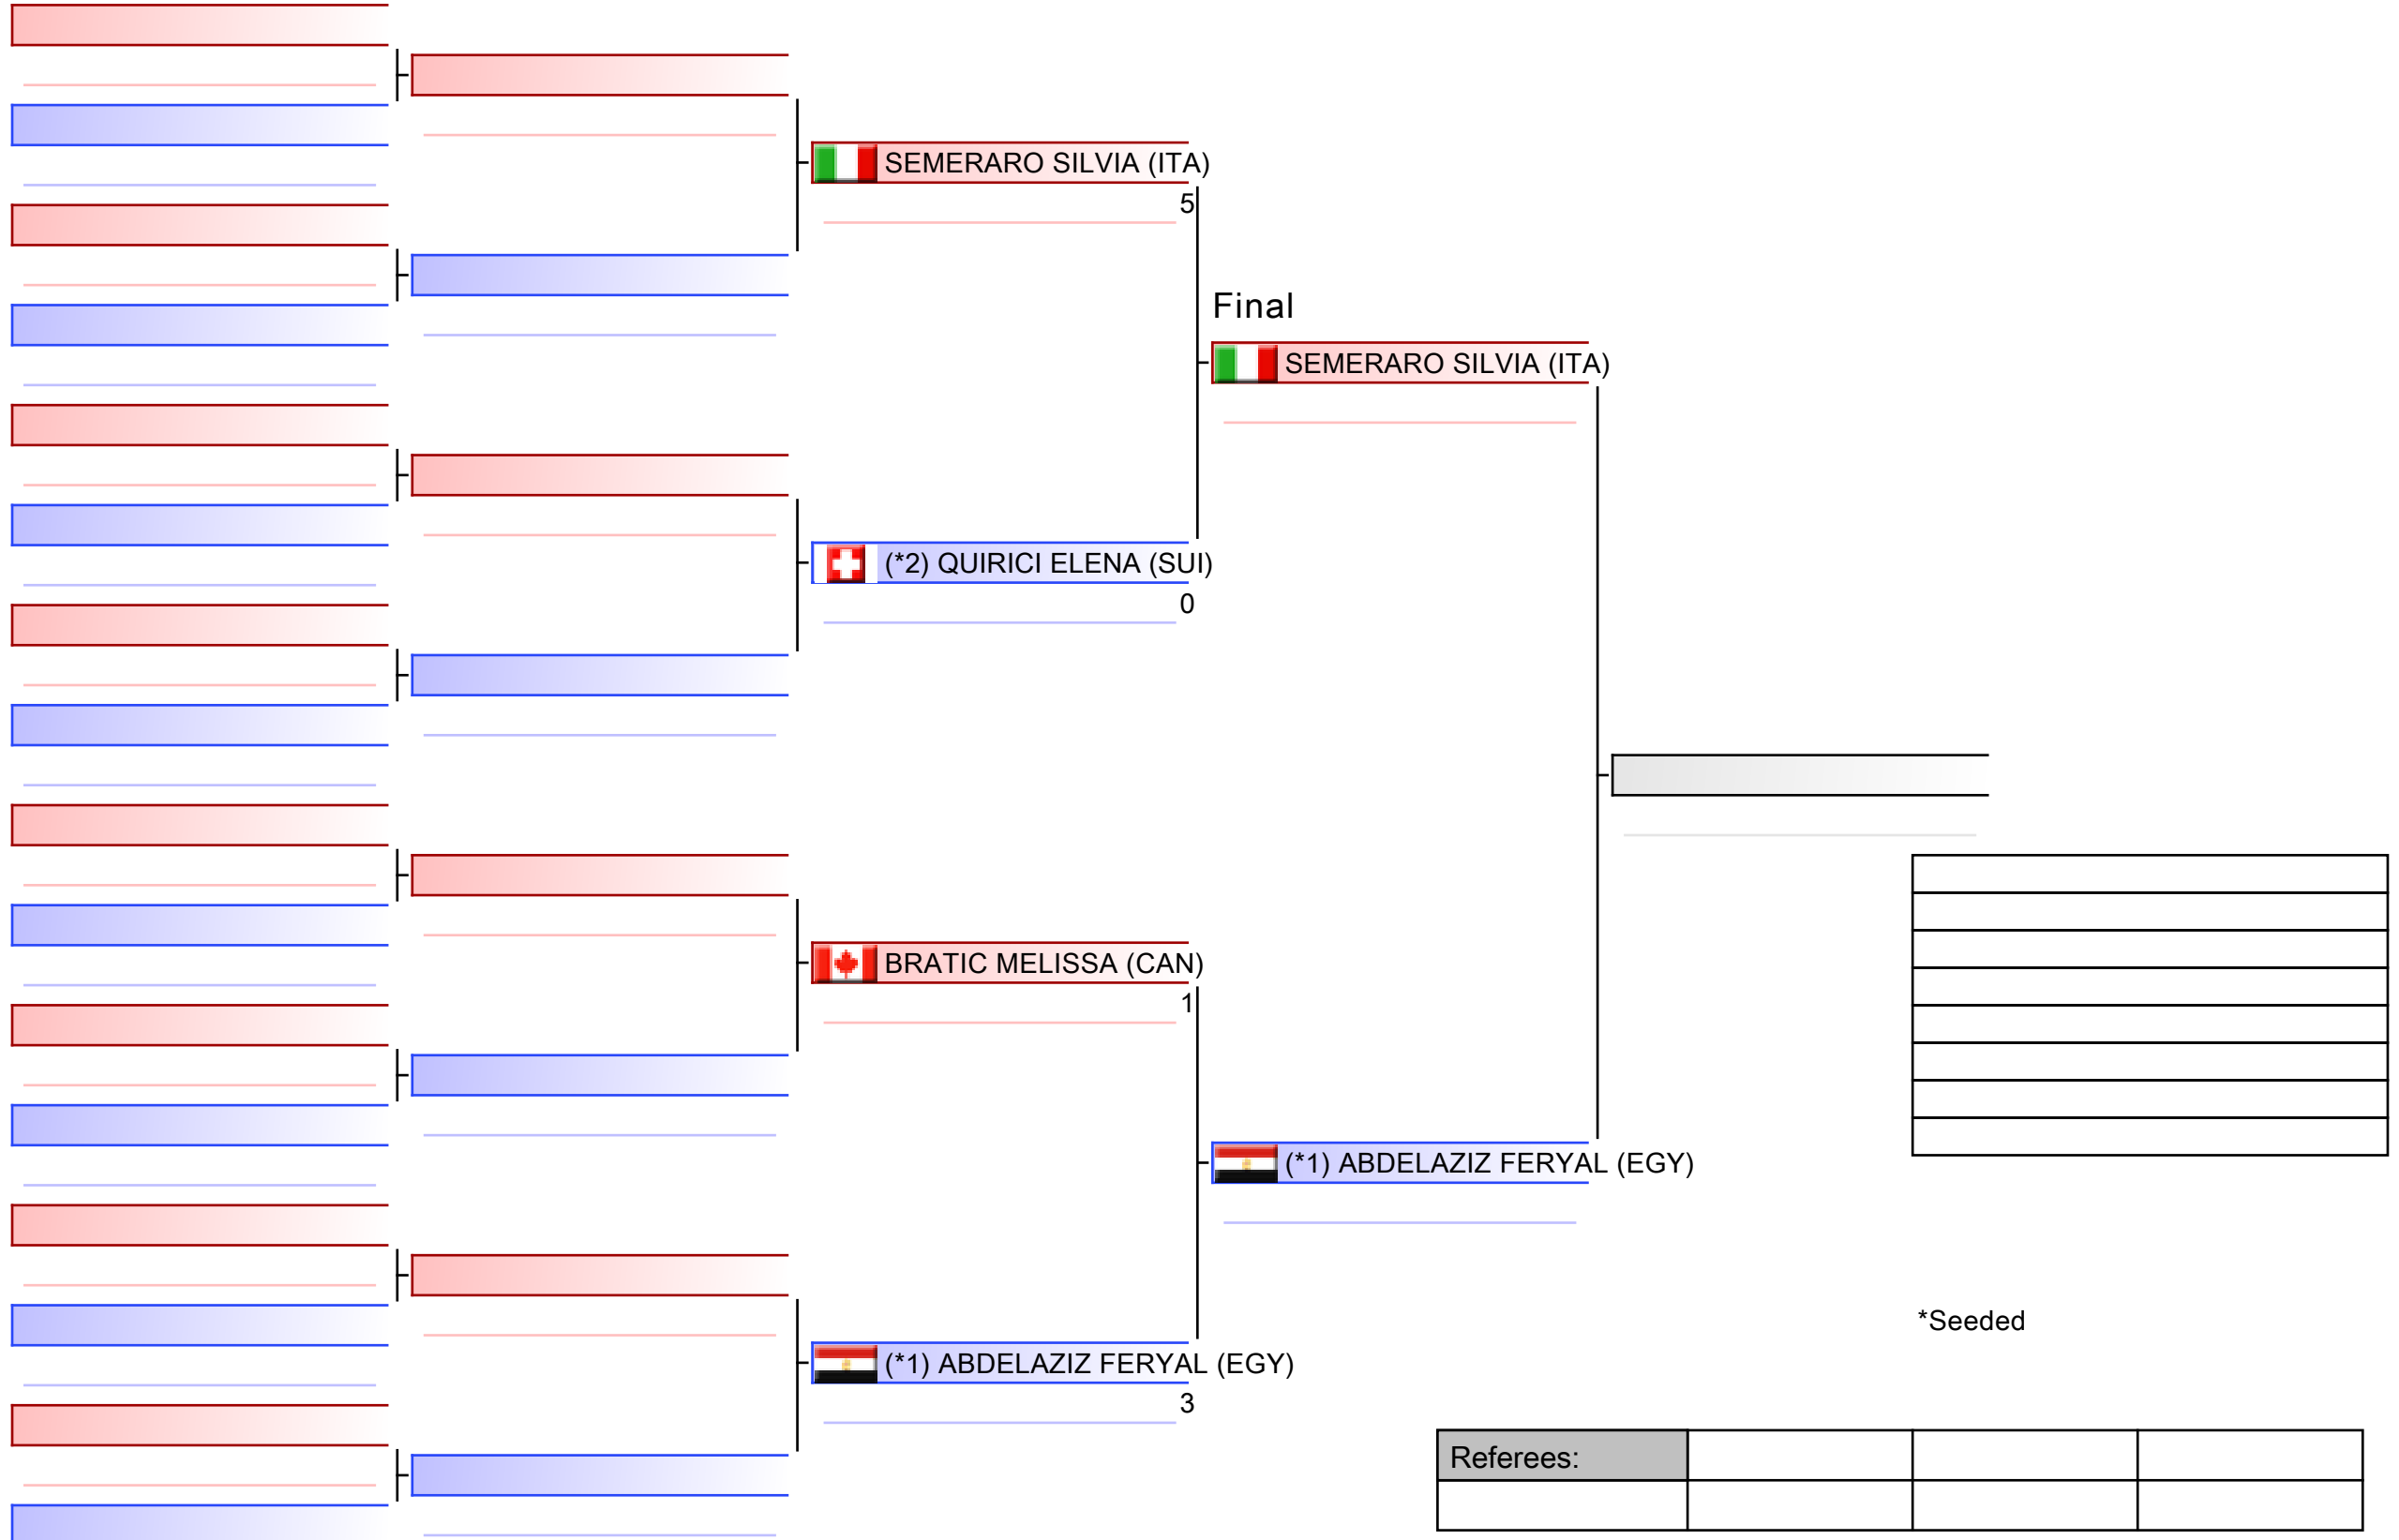 SEMERARO SILVIA (ITA)
5
Final
SEMERARO SILVIA (ITA)
(*2) QUIRICI ELENA (SUI)
0
BRATIC MELISSA (CAN)
1
(*1) ABDELAZIZ FERYAL (EGY)
*Seeded
(*1) ABDELAZIZ FERYAL (EGY)
3
Referees: